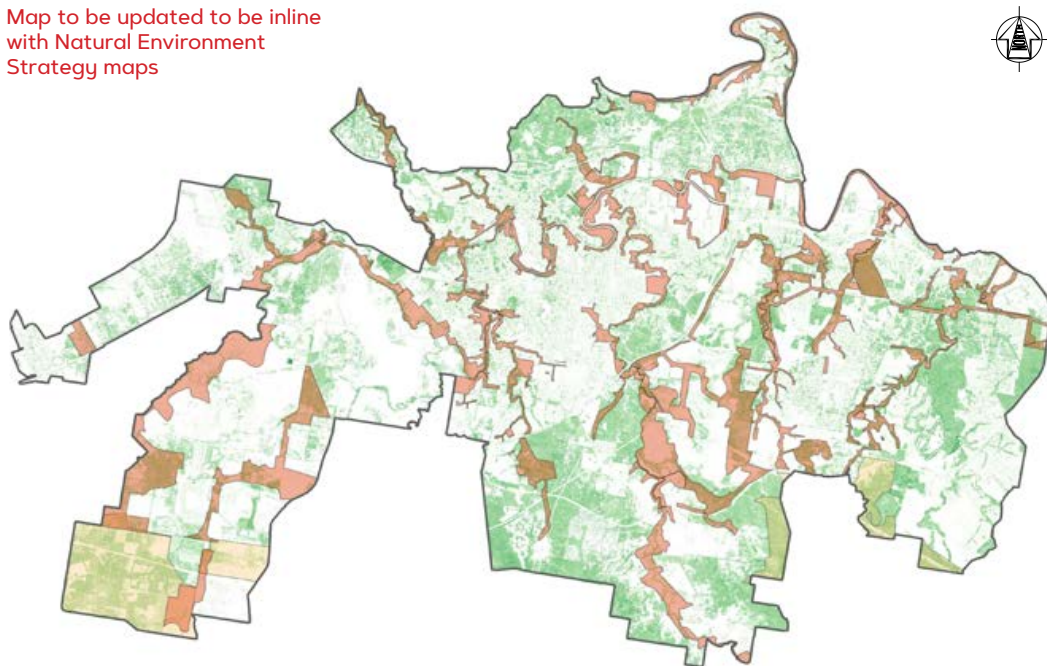 Map to be updated to be inline
with Natural Environment
Strategy maps